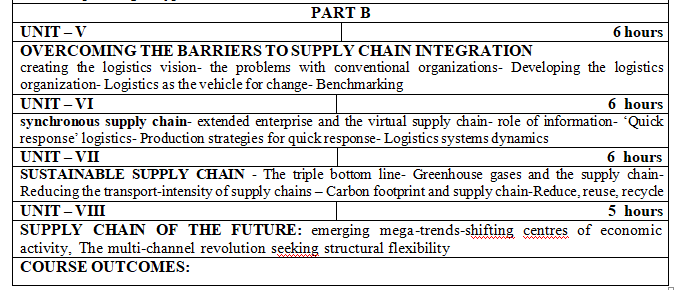 PART B
UNIT – V 6 hours
OVERCOMING THE BARRIERS TO SUPPLY CHAIN INTEGRATION
creating the logistics vision- the problems with conventional organizations- Developing the logistics
organization- Logistics as the vehicle for change- Benchmarking
UNIT – VI 6 hours
synchronous supply chain- extended enterprise and the virtual supply chain- role of information- ‘Quick
response’ logistics- Production strategies for quick response- Logistics systems dynamics
UNIT – VII 6 hours
SUSTAINABLE SUPPLY CHAIN - The triple bottom line- Greenhouse gases and the supply chain-
Reducing the transport-intensity of supply chains – Carbon footprint and supply chain-Reduce, reuse, recycle
UNIT – VIII 5 hours
SUPPLY CHAIN OF THE FUTURE: emerging mega-trends-shifting centres of economic
activity, The multi-channel revolution seeking structural flexibility
COURSE OUTCOMES: